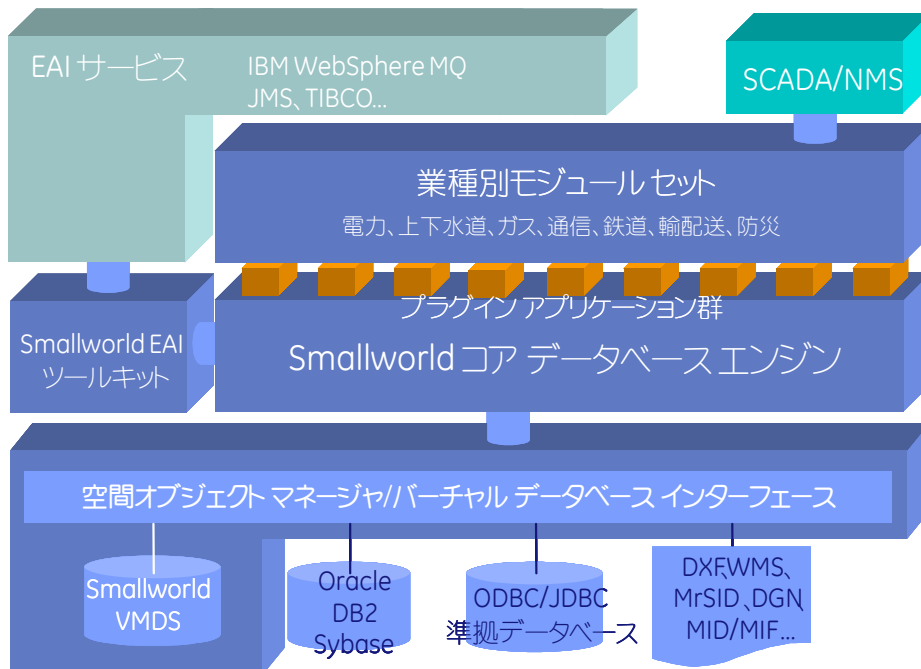 EAI サービス
IBM WebSphere MQ
JMS、TIBCO...
SCADA/NMS
業種別モジュール セット
電力、上下水道、ガス、通信、鉄道、輸配送、防災
プラグイン アプリケーション群
Smallworld コア データベース エンジン
Smallworld EAI
ツールキット
空間オブジェクト マネージャ/バーチャル データベース インターフェース
Smallworld
VMDS
Oracle
DB2
Sybase
ODBC/JDBC
準拠データベース
DXF,WMS、
MrSID、DGN,
MID/MIF...